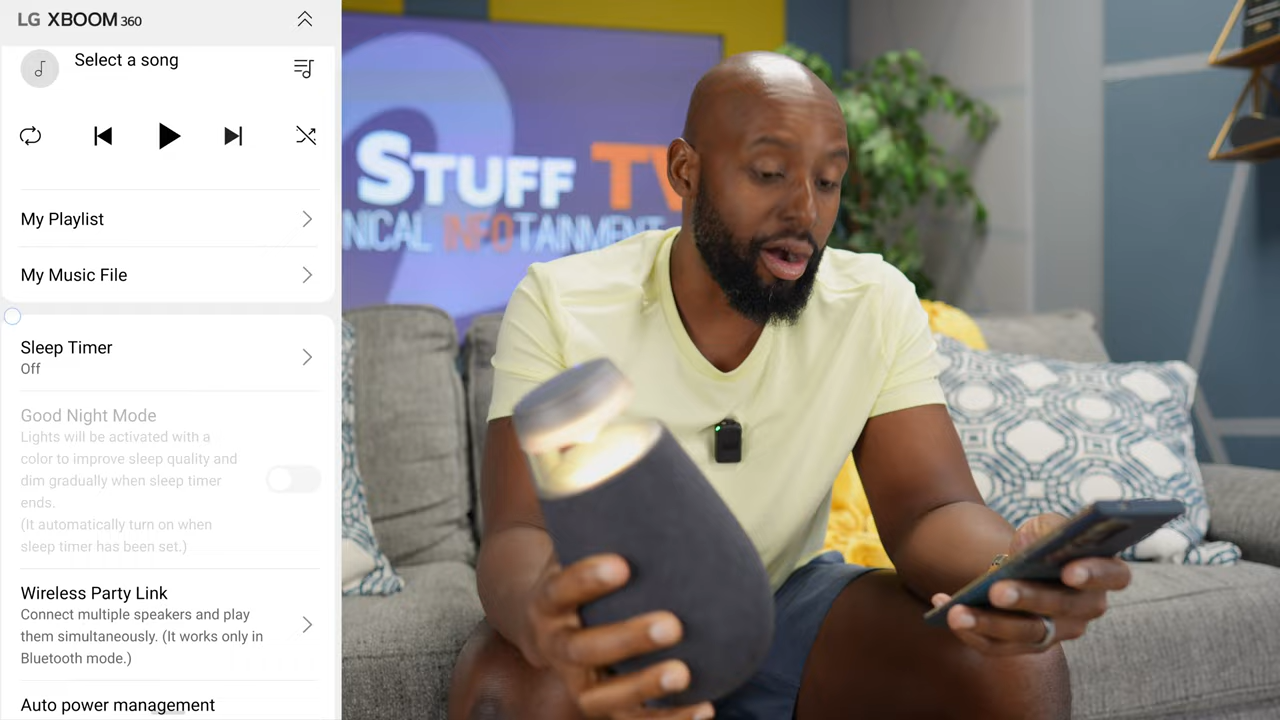 LG XBOOM 360
Select a song
My Playlist
My Music File
Sleep Timer
Off
Good Night Mode
Lights will be activated with a
color to improve sleep quality and
dim gradually when sleep timer
ends.
(It automatically turn on when
sleep timer has been set.)
Wireless Party Link
Connect multiple speakers and play
them simultaneously. (It works only in
Bluetooth mode.)
Auto power management
STUFF TV
NICAL INFOTAINMENT